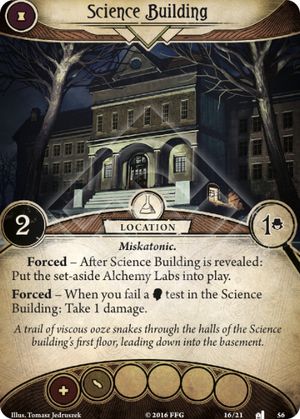 Science Building
2
LOCATION
1
Miskatonic.
Forced – After Science Building is revealed:
Put the set-aside Alchemy Labs into play.
Forced – When you fail a test in the Science
Building: Take 1 damage.
A trail of viscous ooze snakes through the halls of the Science
building's first floor, leading down into the basement.
Illus. Tomasz Jedruszek
© 2016 FFG
16/21
56